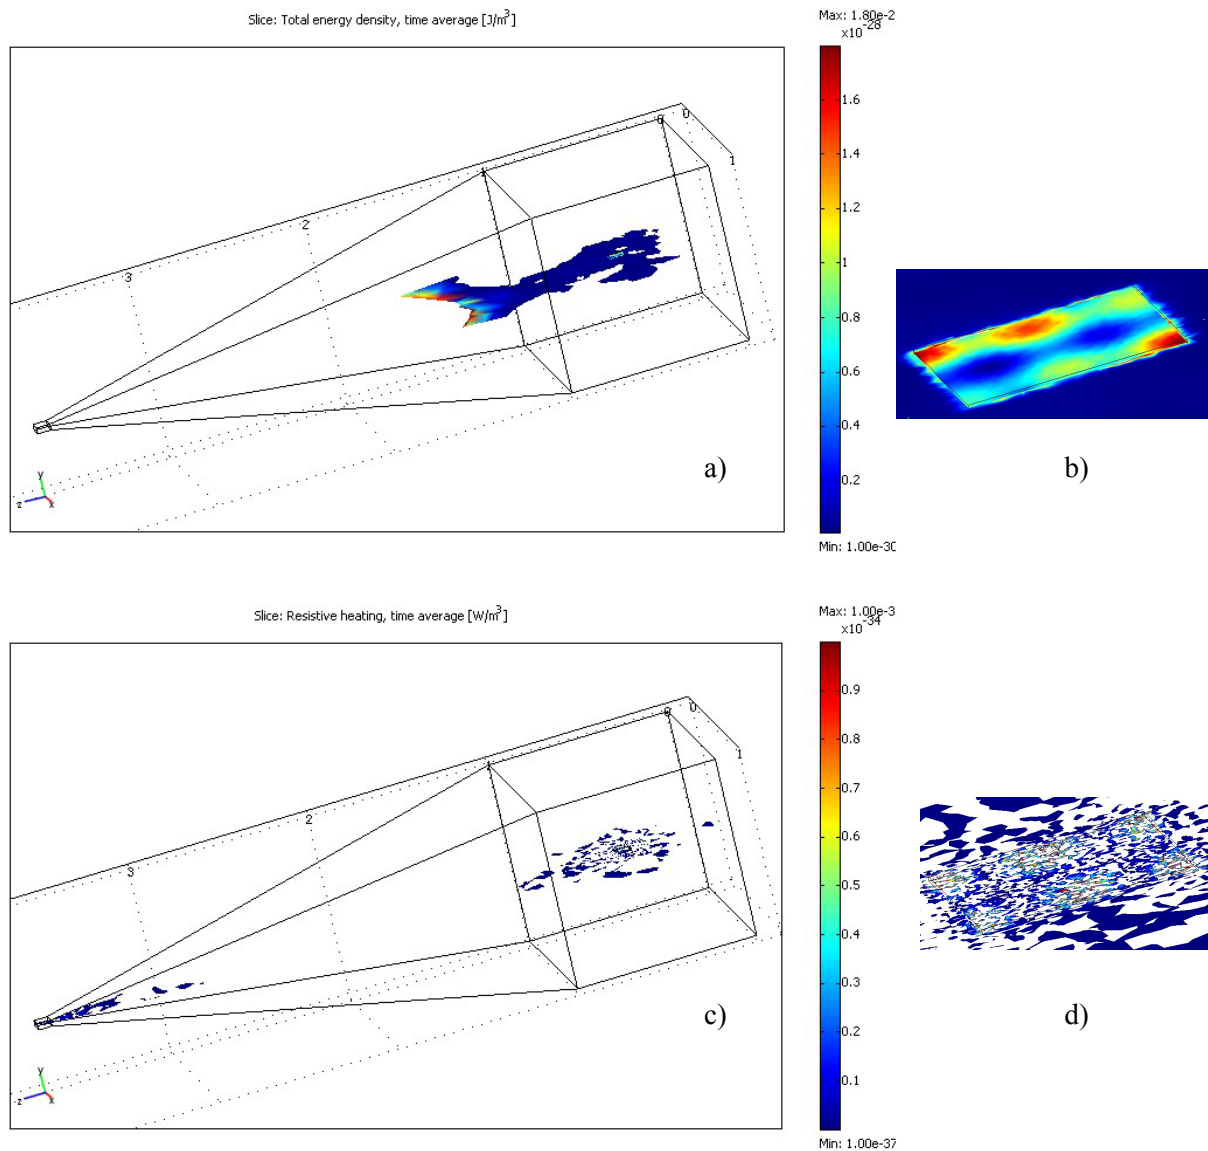 Slice: Total energy density, time average [J/m³]
Max: 1.80e-2
x10⁻²⁸
0
0
1
1
2
3
1.6
1.4
1.2
1
0.8
0.6
0.4
0.2
y
z
x
a)
b)
Min: 1.00e-30
Slice: Resistive heating, time average [W/m³]
Max: 1.00e-3
x10⁻³⁴
0
0
1
1
2
3
0.9
0.8
0.7
0.6
0.5
0.4
0.3
0.2
0.1
y
z
x
c)
d)
Min: 1.00e-37